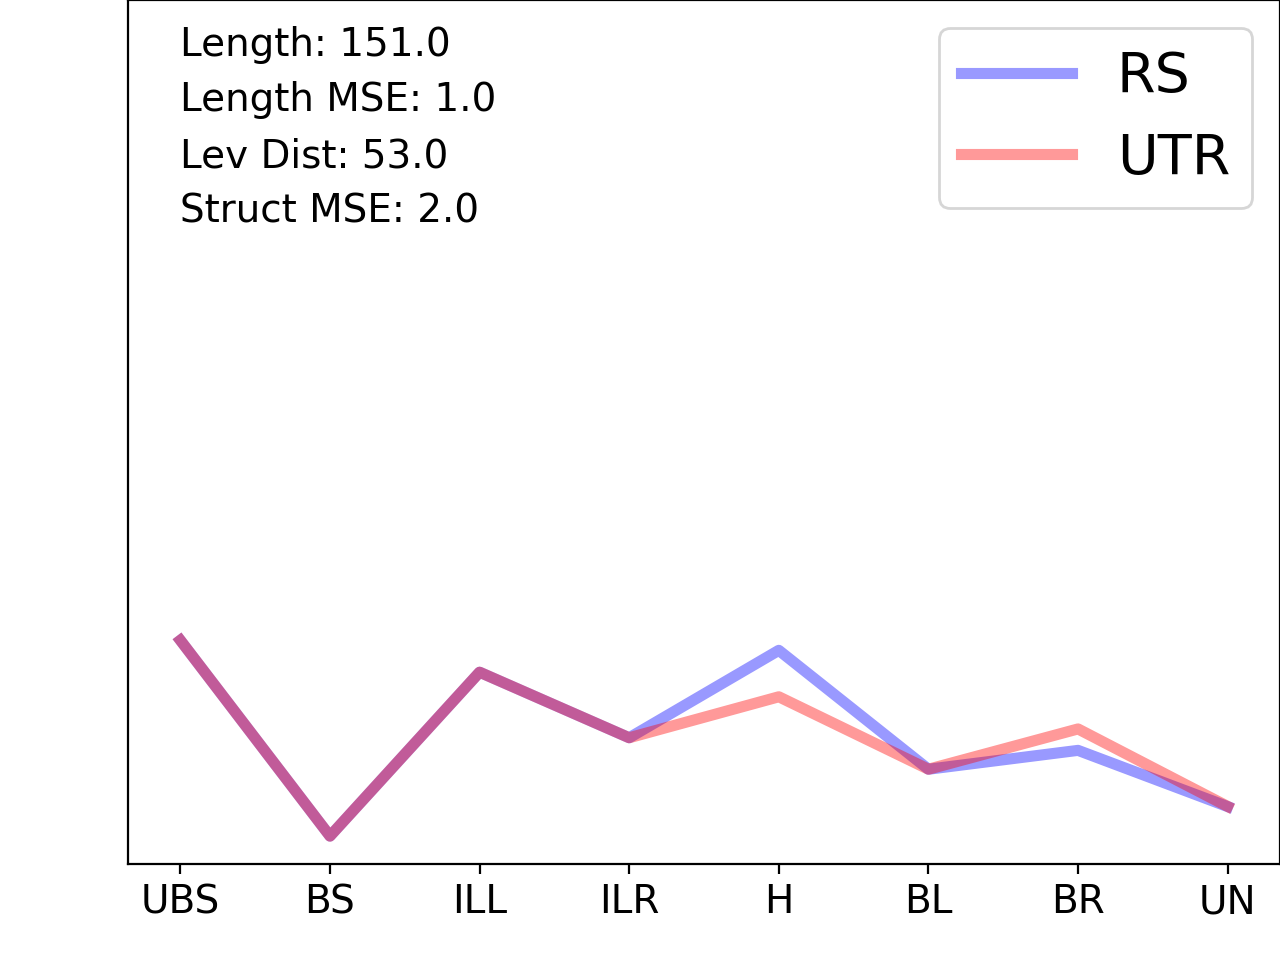 Length: 151.0
Length MSE: 1.0
Lev Dist: 53.0
Struct MSE: 2.0
RS
UTR
UBS BS ILL ILR H BL BR UN